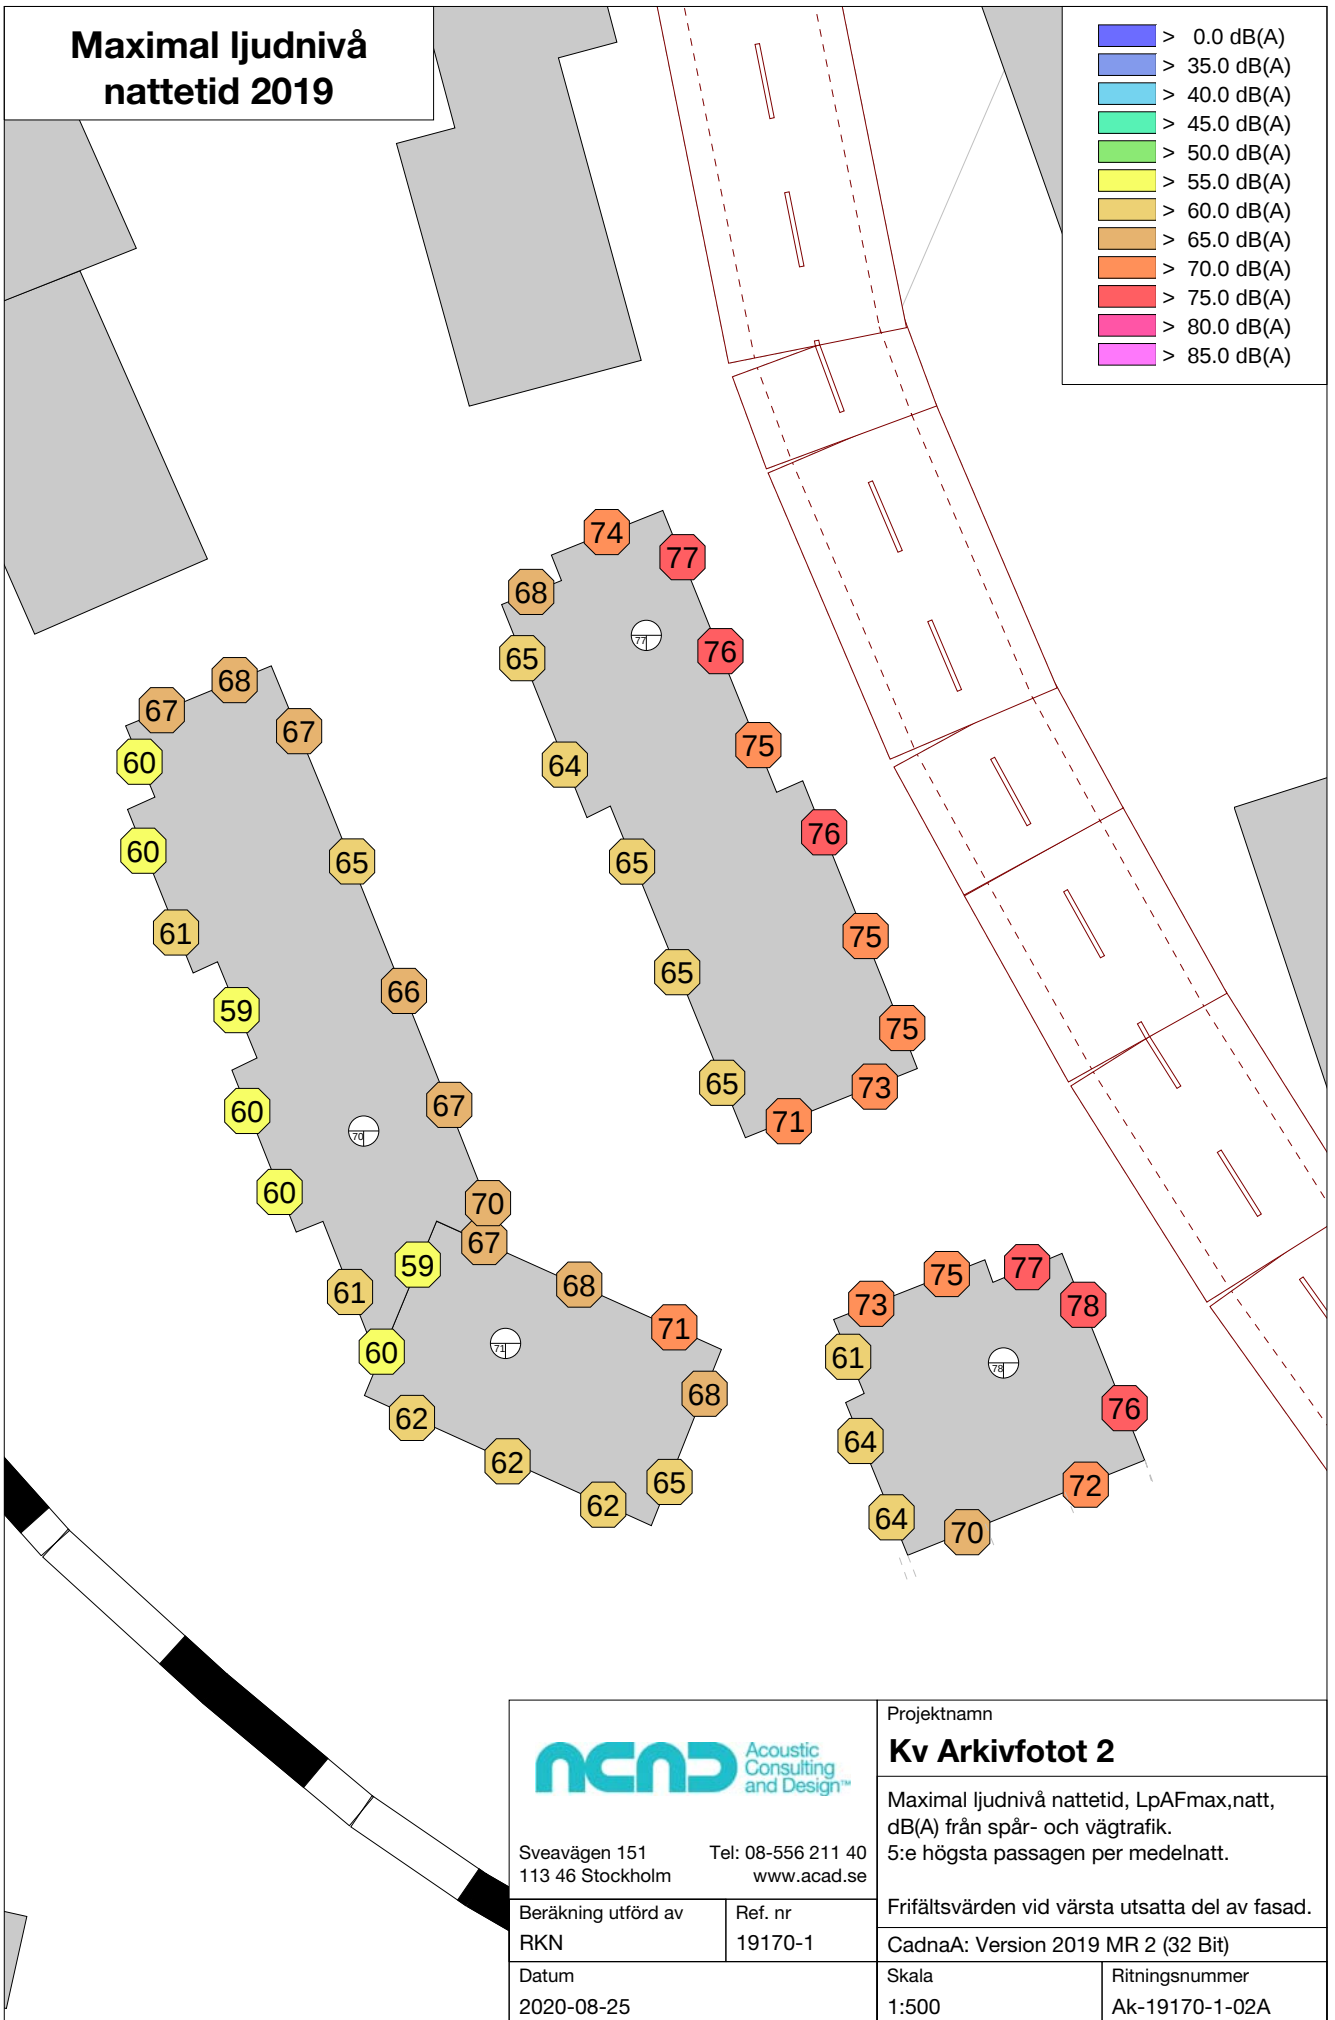 Maximal ljudnivå
nattetid 2019
> 0.0 dB(A)
> 35.0 dB(A)
> 40.0 dB(A)
> 45.0 dB(A)
> 50.0 dB(A)
> 55.0 dB(A)
> 60.0 dB(A)
> 65.0 dB(A)
> 70.0 dB(A)
> 75.0 dB(A)
> 80.0 dB(A)
> 85.0 dB(A)
74
77
68
77
65
76
68
67
67
75
60
64
76
60
65
65
61
75
65
66
59
75
65
73
67
60
71
70
60
70
67
59
77
75
68
61
73
78
71
71
60
61
78
68
76
62
64
62
65
72
62
64
70
ACAD
Acoustic
Consulting
and Design™
Sveavägen 151 Tel: 08-556 211 40
113 46 Stockholm www.acad.se
Beräkning utförd av
RKN
Ref. nr
19170-1
Datum
2020-08-25
Projektnamn
Kv Arkivfotot 2
Maximal ljudnivå nattetid, LpAFmax,natt,
dB(A) från spår- och vägtrafik.
5:e högsta passagen per medelnatt.
Frifältsvärden vid värsta utsatta del av fasad.
CadnaA: Version 2019 MR 2 (32 Bit)
Skala
1:500
Ritningsnummer
Ak-19170-1-02A